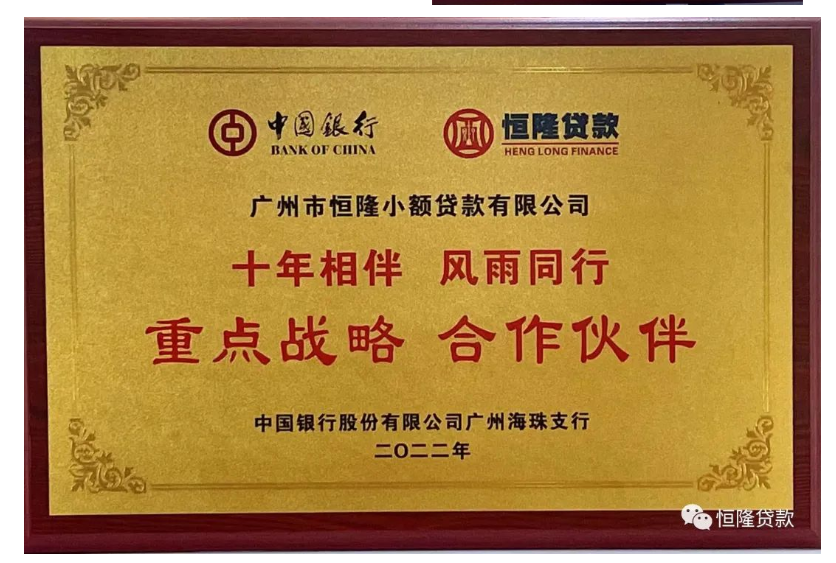 中国银行 恒隆贷款
BANK OF CHINA HENG LONG FINANCE
广州市恒隆小额贷款有限公司
十年相伴 风雨同行
重点战略 合作伙伴
中国银行股份有限公司广州海珠支行
二〇二二年
恒隆贷款